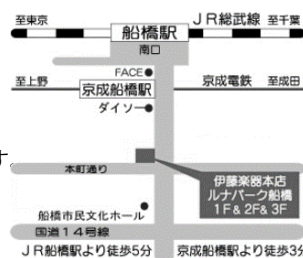 至東京
船橋駅
JR総武線
至千葉
南口
FACE●
至上野
京成船橋駅
京成電鉄
至成田
ダイソー●
本町通り
伊藤楽器本店
ルナパーク船橋
1F&2F&3F
船橋市民文化ホール
国道14号線
JR船橋駅より徒歩5分
京成船橋駅より徒歩3分